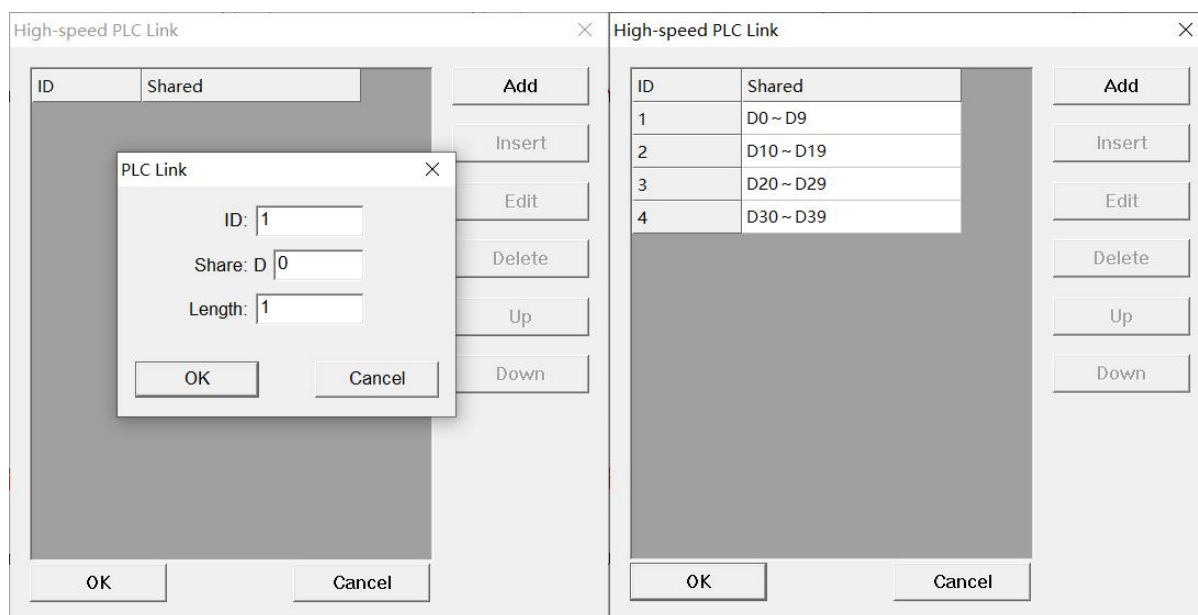 High-speed PLC Link
ID Shared
Add
Insert
Edit
Delete
Up
Down
PLC Link
ID: 1
Share: D 0
Length: 1
OK Cancel
OK Cancel
High-speed PLC Link
ID Shared
1 D0 ~ D9
2 D10 ~ D19
3 D20 ~ D29
4 D30 ~ D39
Add
Insert
Edit
Delete
Up
Down
OK Cancel